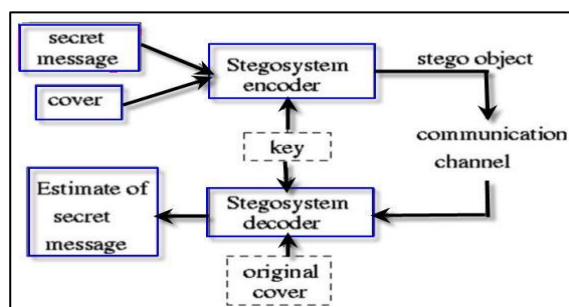 secret
message
cover
Stegosystem
encoder
stego object
communication
channel
key
Estimate of
secret
message
Stegosystem
decoder
original
cover